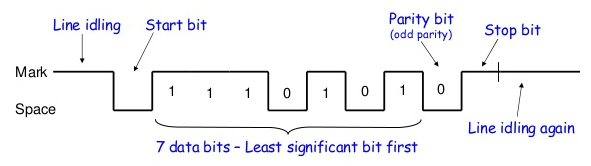 Line idling
Start bit
Parity bit
(odd parity)
Stop bit
Mark
1 1 1 0 1 0 1 0
Space
Line idling again
7 data bits – Least significant bit first